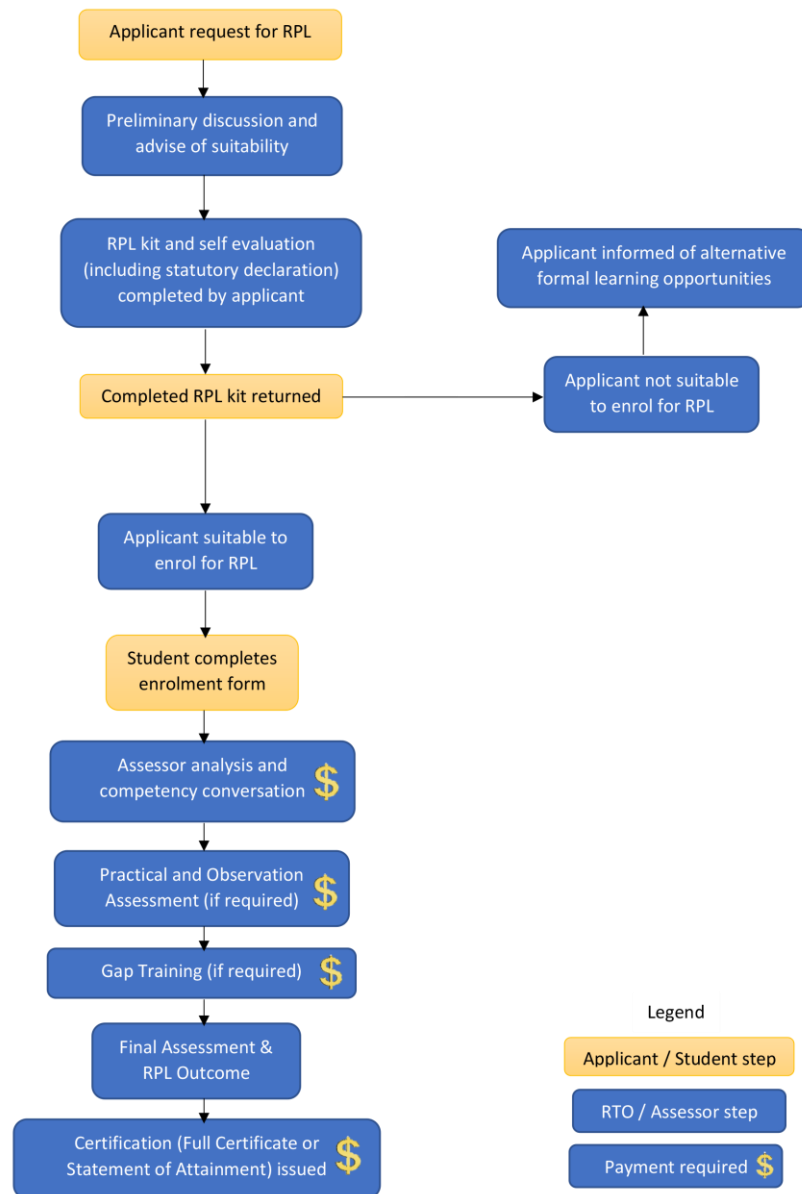 Applicant request for RPL
Preliminary discussion and
advise of suitability
RPL kit and self evaluation
(including statutory declaration)
completed by applicant
Applicant informed of alternative
formal learning opportunities
Completed RPL kit returned
Applicant not suitable
to enrol for RPL
Applicant suitable to
enrol for RPL
Student completes
enrolment form
Assessor analysis and
competency conversation $
Practical and Observation
Assessment (if required) $
Gap Training (if required) $
Final Assessment &
RPL Outcome
Certification (Full Certificate or
Statement of Attainment) issued $
Legend
Applicant / Student step
RTO / Assessor step
Payment required $